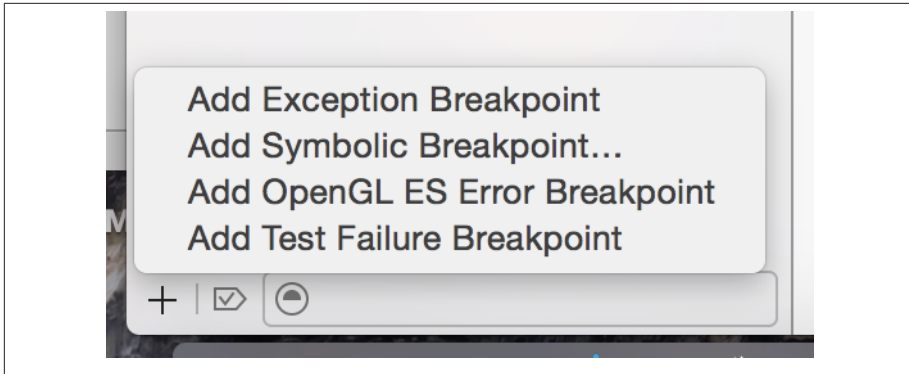 Add Exception Breakpoint
Add Symbolic Breakpoint...
Add OpenGL ES Error Breakpoint
Add Test Failure Breakpoint